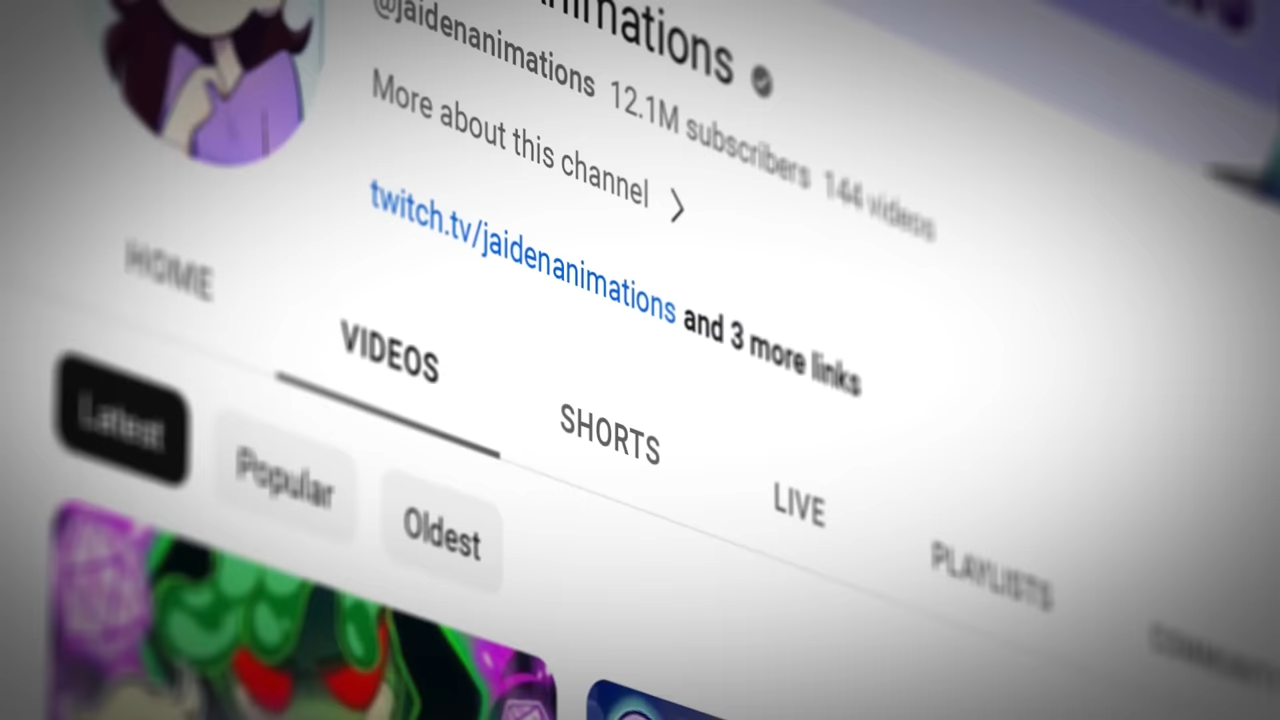 nimations
@jaidenanimations 12.1M subscribers 144 videos
More about this channel >
twitch.tv/jaidenanimations and 3 more links
HOME VIDEOS SHORTS LIVE PLAYLISTS
Latest Popular Oldest